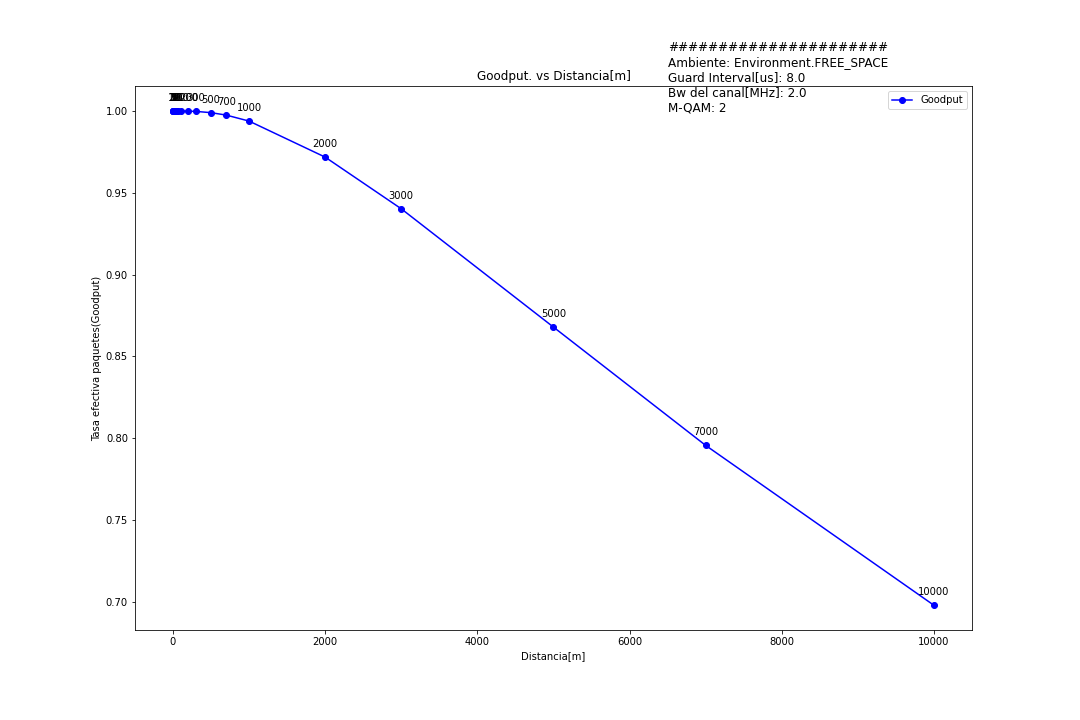 ######################
Ambiente: Environment.FREE_SPACE
Guard Interval[us]: 8.0
Bw del canal[MHz]: 2.0
M-QAM: 2
Goodput. vs Distancia[m]
Goodput
500
700
1000
2000
3000
5000
7000
10000
1.00
0.95
0.90
0.85
0.80
0.75
0.70
Tasa efectiva paquetes(Goodput)
0
2000
4000
6000
8000
10000
Distancia[m]